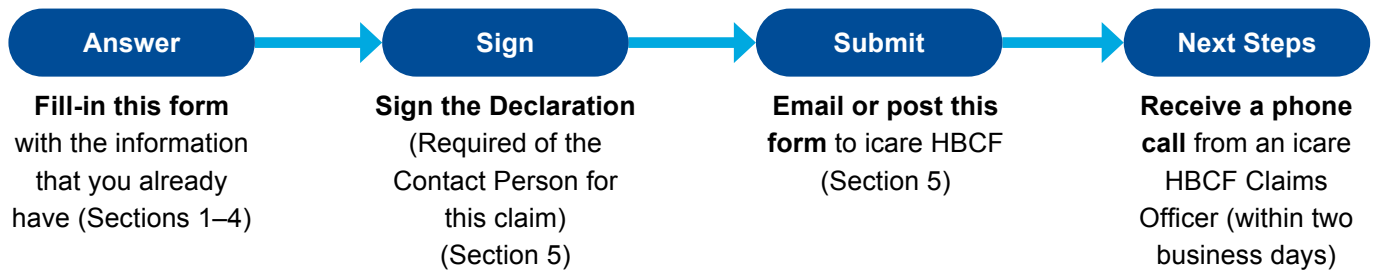 Answer
Sign
Submit
Next Steps
Fill-in this form
with the information
that you already
have (Sections 1–4)
Sign the Declaration
(Required of the
Contact Person for
this claim)
(Section 5)
Email or post this
form to icare HBCF
(Section 5)
Receive a phone
call from an icare
HBCF Claims
Officer (within two
business days)